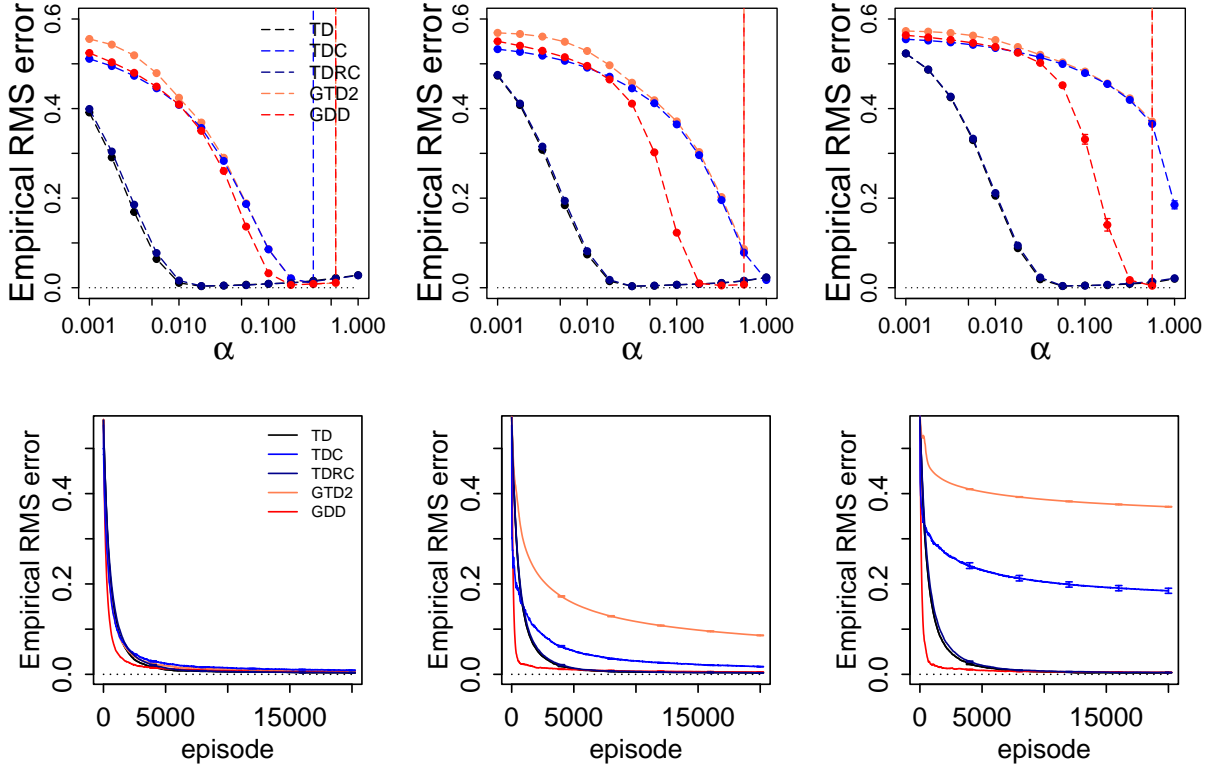 Empirical RMS error
0.0 0.2 0.4 0.6
TD
TDC
TDRC
GTD2
GDD
0.001 0.010 0.100 1.000
α
Empirical RMS error
0.0 0.2 0.4 0.6
0.001 0.010 0.100 1.000
α
Empirical RMS error
0.0 0.2 0.4 0.6
0.001 0.010 0.100 1.000
α
Empirical RMS error
0.0 0.2 0.4
TD
TDC
TDRC
GTD2
GDD
0 5000 15000
episode
Empirical RMS error
0.0 0.2 0.4
0 5000 15000
episode
Empirical RMS error
0.0 0.2 0.4
0 5000 15000
episode